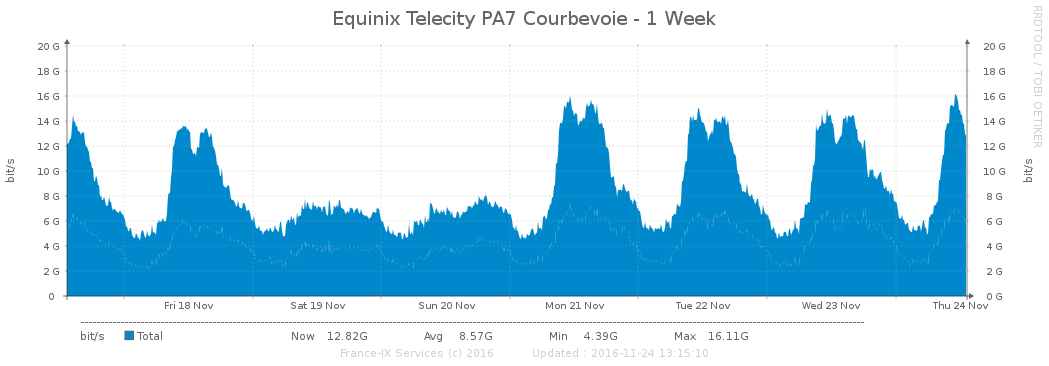 Equinix Telecity PA7 Courbevoie - 1 Week
RRDTOOL / TOBI OETIKER
20 G 20 G
18 G 18 G
16 G 16 G
14 G 14 G
12 G 12 G
10 G 10 G
8 G 8 G
6 G 6 G
4 G 4 G
2 G 2 G
0 0 G
bit/s
bit/s
Fri 18 Nov Sat 19 Nov Sun 20 Nov Mon 21 Nov Tue 22 Nov Wed 23 Nov Thu 24 Nov
bit/s Total Now 12.82G Avg 8.57G Min 4.39G Max 16.11G
France-IX Services (c) 2016 Updated : 2016-11-24 13:15:10